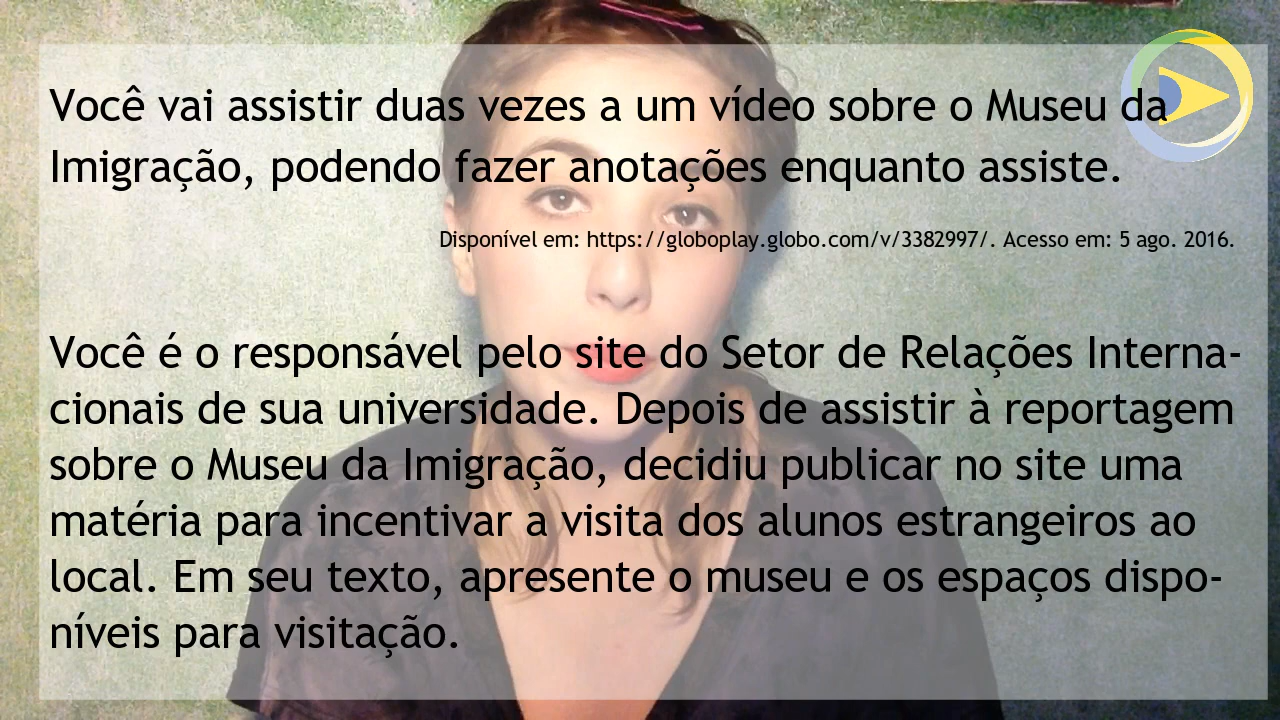 Você vai assistir duas vezes a um vídeo sobre o Museu da
Imigração, podendo fazer anotações enquanto assiste.
Disponível em: https://globoplay.globo.com/v/3382997/. Acesso em: 5 ago. 2016.
Você é o responsável pelo site do Setor de Relações Interna-
cionais de sua universidade. Depois de assistir à reportagem
sobre o Museu da Imigração, decidiu publicar no site uma
matéria para incentivar a visita dos alunos estrangeiros ao
local. Em seu texto, apresente o museu e os espaços dispo-
níveis para visitação.